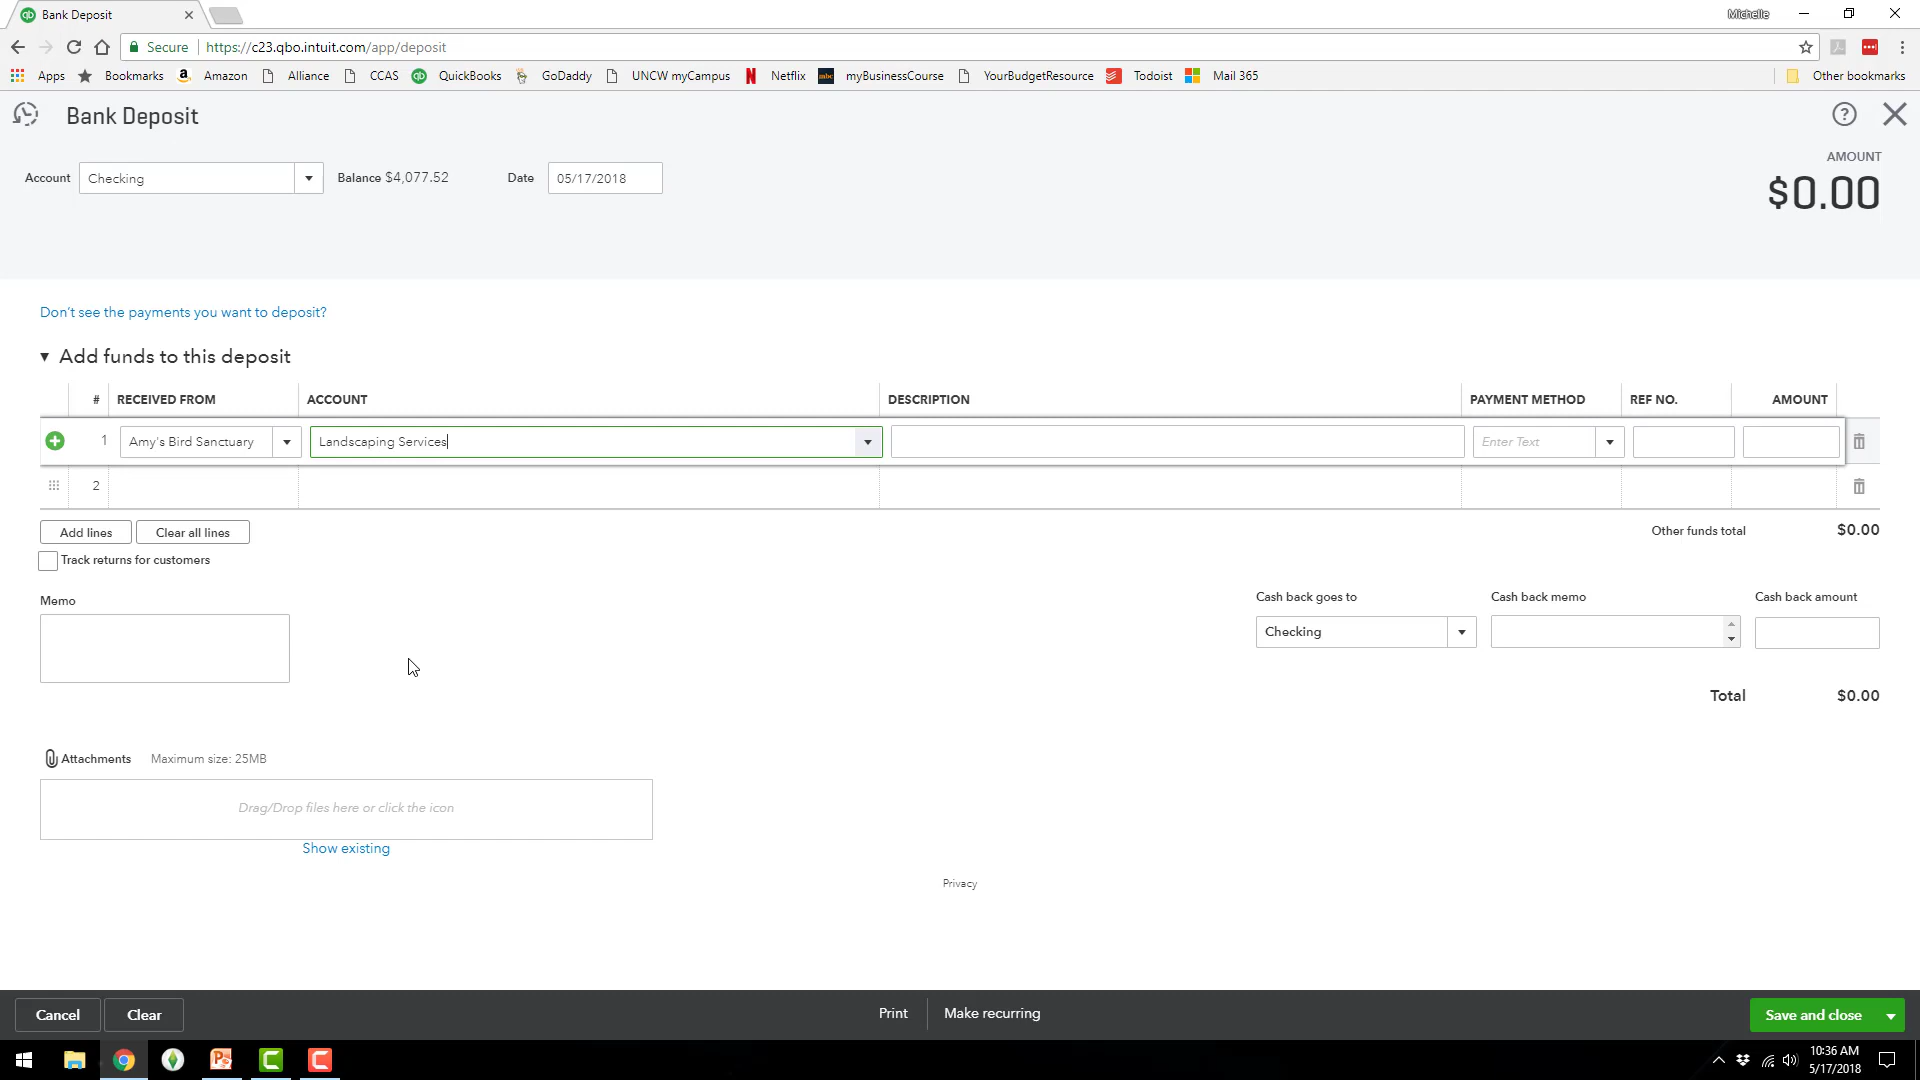 Bank Deposit
Michelle
Secure https://c23.qbo.intuit.com/app/deposit
Apps Bookmarks Amazon Alliance CCAS QuickBooks GoDaddy UNCW myCampus Netflix myBusinessCourse YourBudgetResource Todoist Mail 365 Other bookmarks
Bank Deposit
AMOUNT
Account Checking Balance $4,077.52 Date 05/17/2018 $0.00
Don't see the payments you want to deposit?
Add funds to this deposit
# RECEIVED FROM ACCOUNT DESCRIPTION PAYMENT METHOD REF NO. AMOUNT
1 Amy's Bird Sanctuary Landscaping Services Enter Text
2
Add lines Clear all lines Other funds total $0.00
Track returns for customers
Memo Cash back goes to Cash back memo Cash back amount
Checking
Total $0.00
Attachments Maximum size: 25MB
Drag/Drop files here or click the icon
Show existing
Privacy
Cancel Clear Print Make recurring Save and close
10:36 AM
5/17/2018